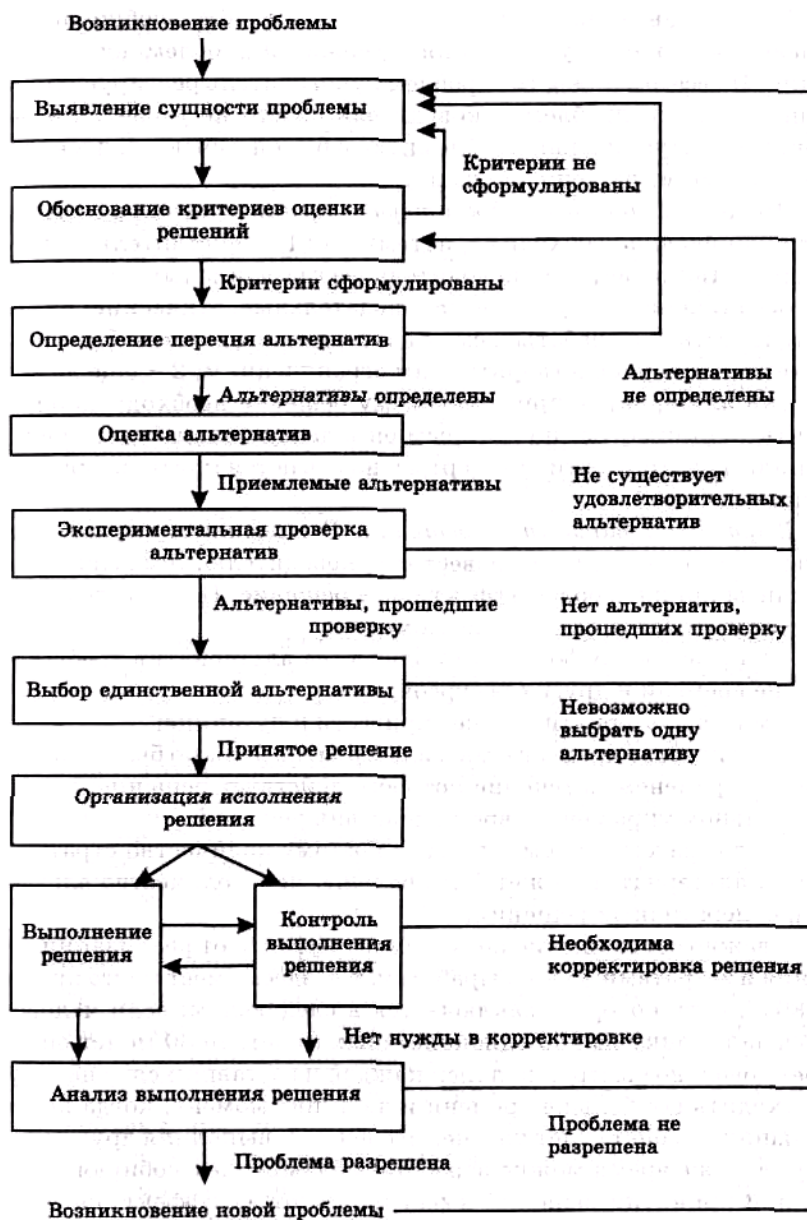 Возникновение проблемы
Выявление сущности проблемы
Критерии не
сформулированы
Обоснование критериев оценки
решений
Критерии сформулированы
Определение перечня альтернатив
Альтернативы
не определены
Альтернативы определены
Оценка альтернатив
Приемлемые альтернативы
Не существует
удовлетворительных
альтернатив
Экспериментальная проверка
альтернатив
Альтернативы, прошедшие
проверку
Нет альтернатив,
прошедших проверку
Выбор единственной альтернативы
Невозможно
выбрать одну
альтернативу
Принятое решение
Организация исполнения
решения
Выполнение
решения
Контроль
выполнения
решения
Необходима
корректировка решения
Нет нужды в корректировке
Анализ выполнения решения
Проблема не
разрешена
Проблема разрешена
Возникновение новой проблемы